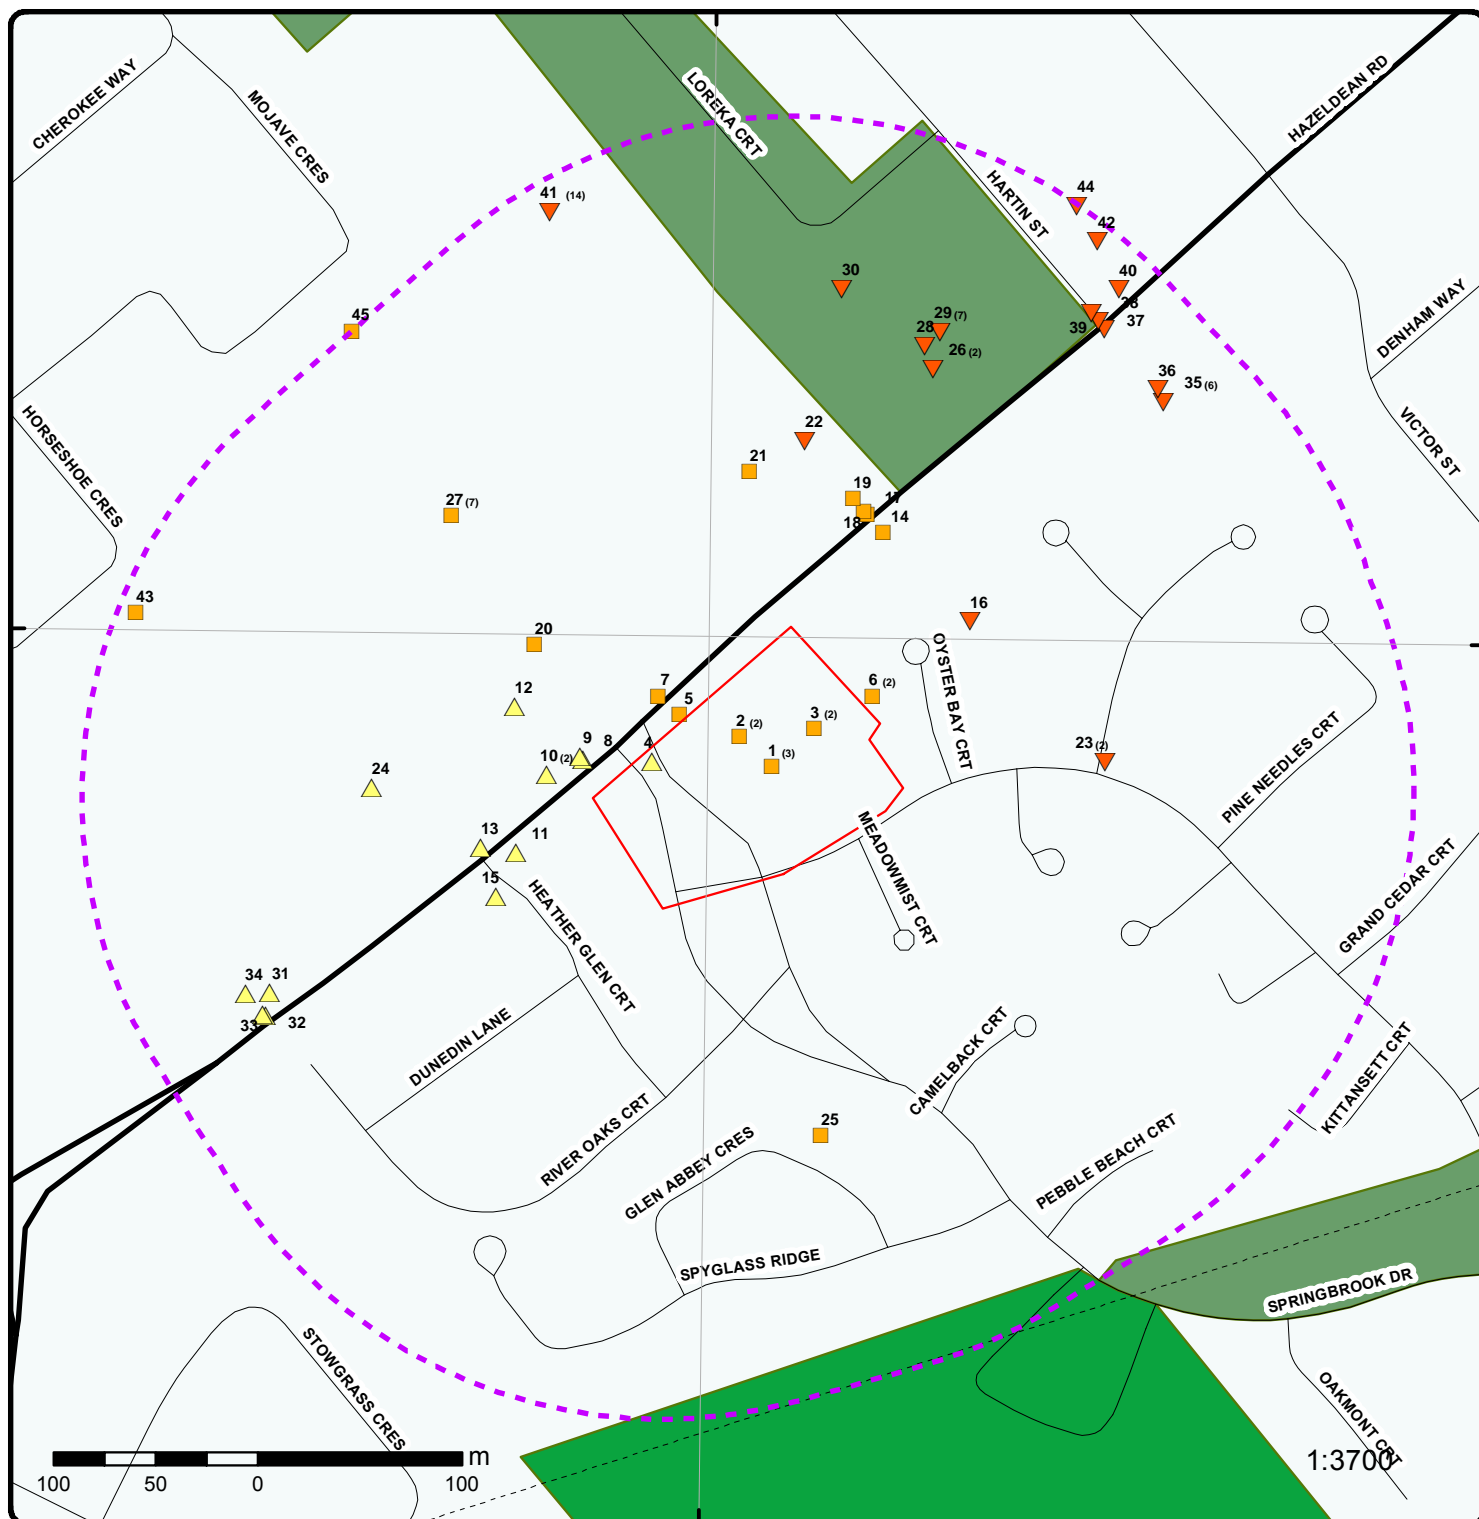 CHEROKEE WAY
MOJAVE CRES
LOREKA CRT
HAZELDEAN RD
HARTIN ST
44
41 (14)
42
30
40
38
29 (7)
37
39
28
45
26 (2)
DENHAM WAY
36
35 (6)
HORSESHOE CRES
22
VICTOR ST
21
19
17
27 (7)
18
14
43
16
20
OYSTER BAY CRT
12
7
6 (2)
5
3 (2)
2 (2)
23 (2)
PINE NEEDLES CRT
9
8
4
10 (2)
1 (3)
24
13
11
MEADOWMIST CRT
15
HEATHER GLEN CRT
GRAND CEDAR CRT
34
31
33
32
DUNEDIN LANE
CAMELBACK CRT
KITTANSETT CRT
RIVER OAKS CRT
25
GLEN ABBEY CRES
PEBBLE BEACH CRT
SPYGLASS RIDGE
SPRINGBROOK DR
STOWGRASS CRES
OAKMONT CRT
m
1:3700
100
50
0
100